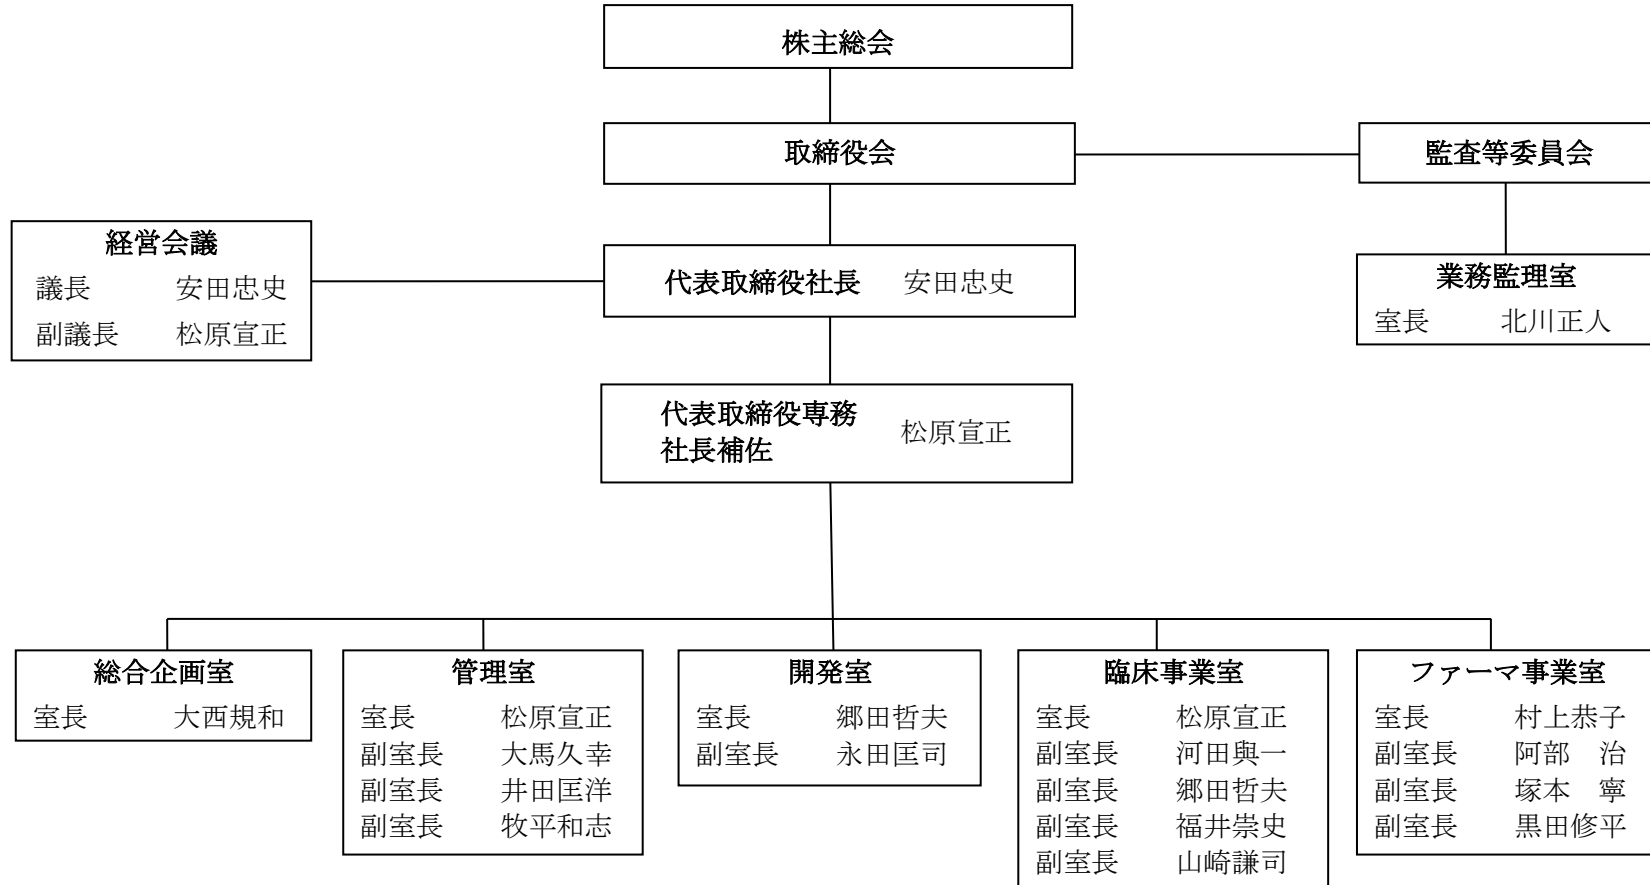 株主総会
取締役会
監査等委員会
経営会議
議長　安田忠史
副議長　松原宣正
代表取締役社長　安田忠史
業務監理室
室長　北川正人
代表取締役専務
社長補佐
松原宣正
総合企画室
室長　大西規和
管理室
室長　松原宣正
副室長　大馬久幸
副室長　井田匡洋
副室長　牧平和志
開発室
室長　郷田哲夫
副室長　永田匡司
臨床事業室
室長　松原宣正
副室長　河田與一
副室長　郷田哲夫
副室長　福井崇史
副室長　山崎謙司
ファーマ事業室
室長　村上恭子
副室長　阿部　治
副室長　塚本　寧
副室長　黒田修平